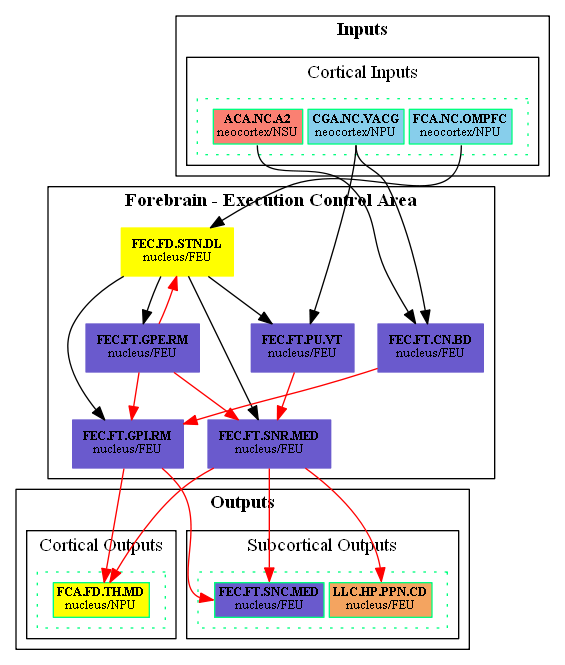 Inputs
Cortical Inputs
ACA.NC.A2
neocortex/NSU
CGA.NC.VACG
neocortex/NPU
FCA.NC.OMPFC
neocortex/NPU
Forebrain - Execution Control Area
FEC.FD.STN.DL
nucleus/FEU
FEC.FT.GPE.RM
nucleus/FEU
FEC.FT.PU.VT
nucleus/FEU
FEC.FT.CN.BD
nucleus/FEU
FEC.FT.GPI.RM
nucleus/FEU
FEC.FT.SNR.MED
nucleus/FEU
Outputs
Cortical Outputs
FCA.FD.TH.MD
nucleus/NPU
Subcortical Outputs
FEC.FT.SNC.MED
nucleus/FEU
LLC.HP.PPN.CD
nucleus/FEU